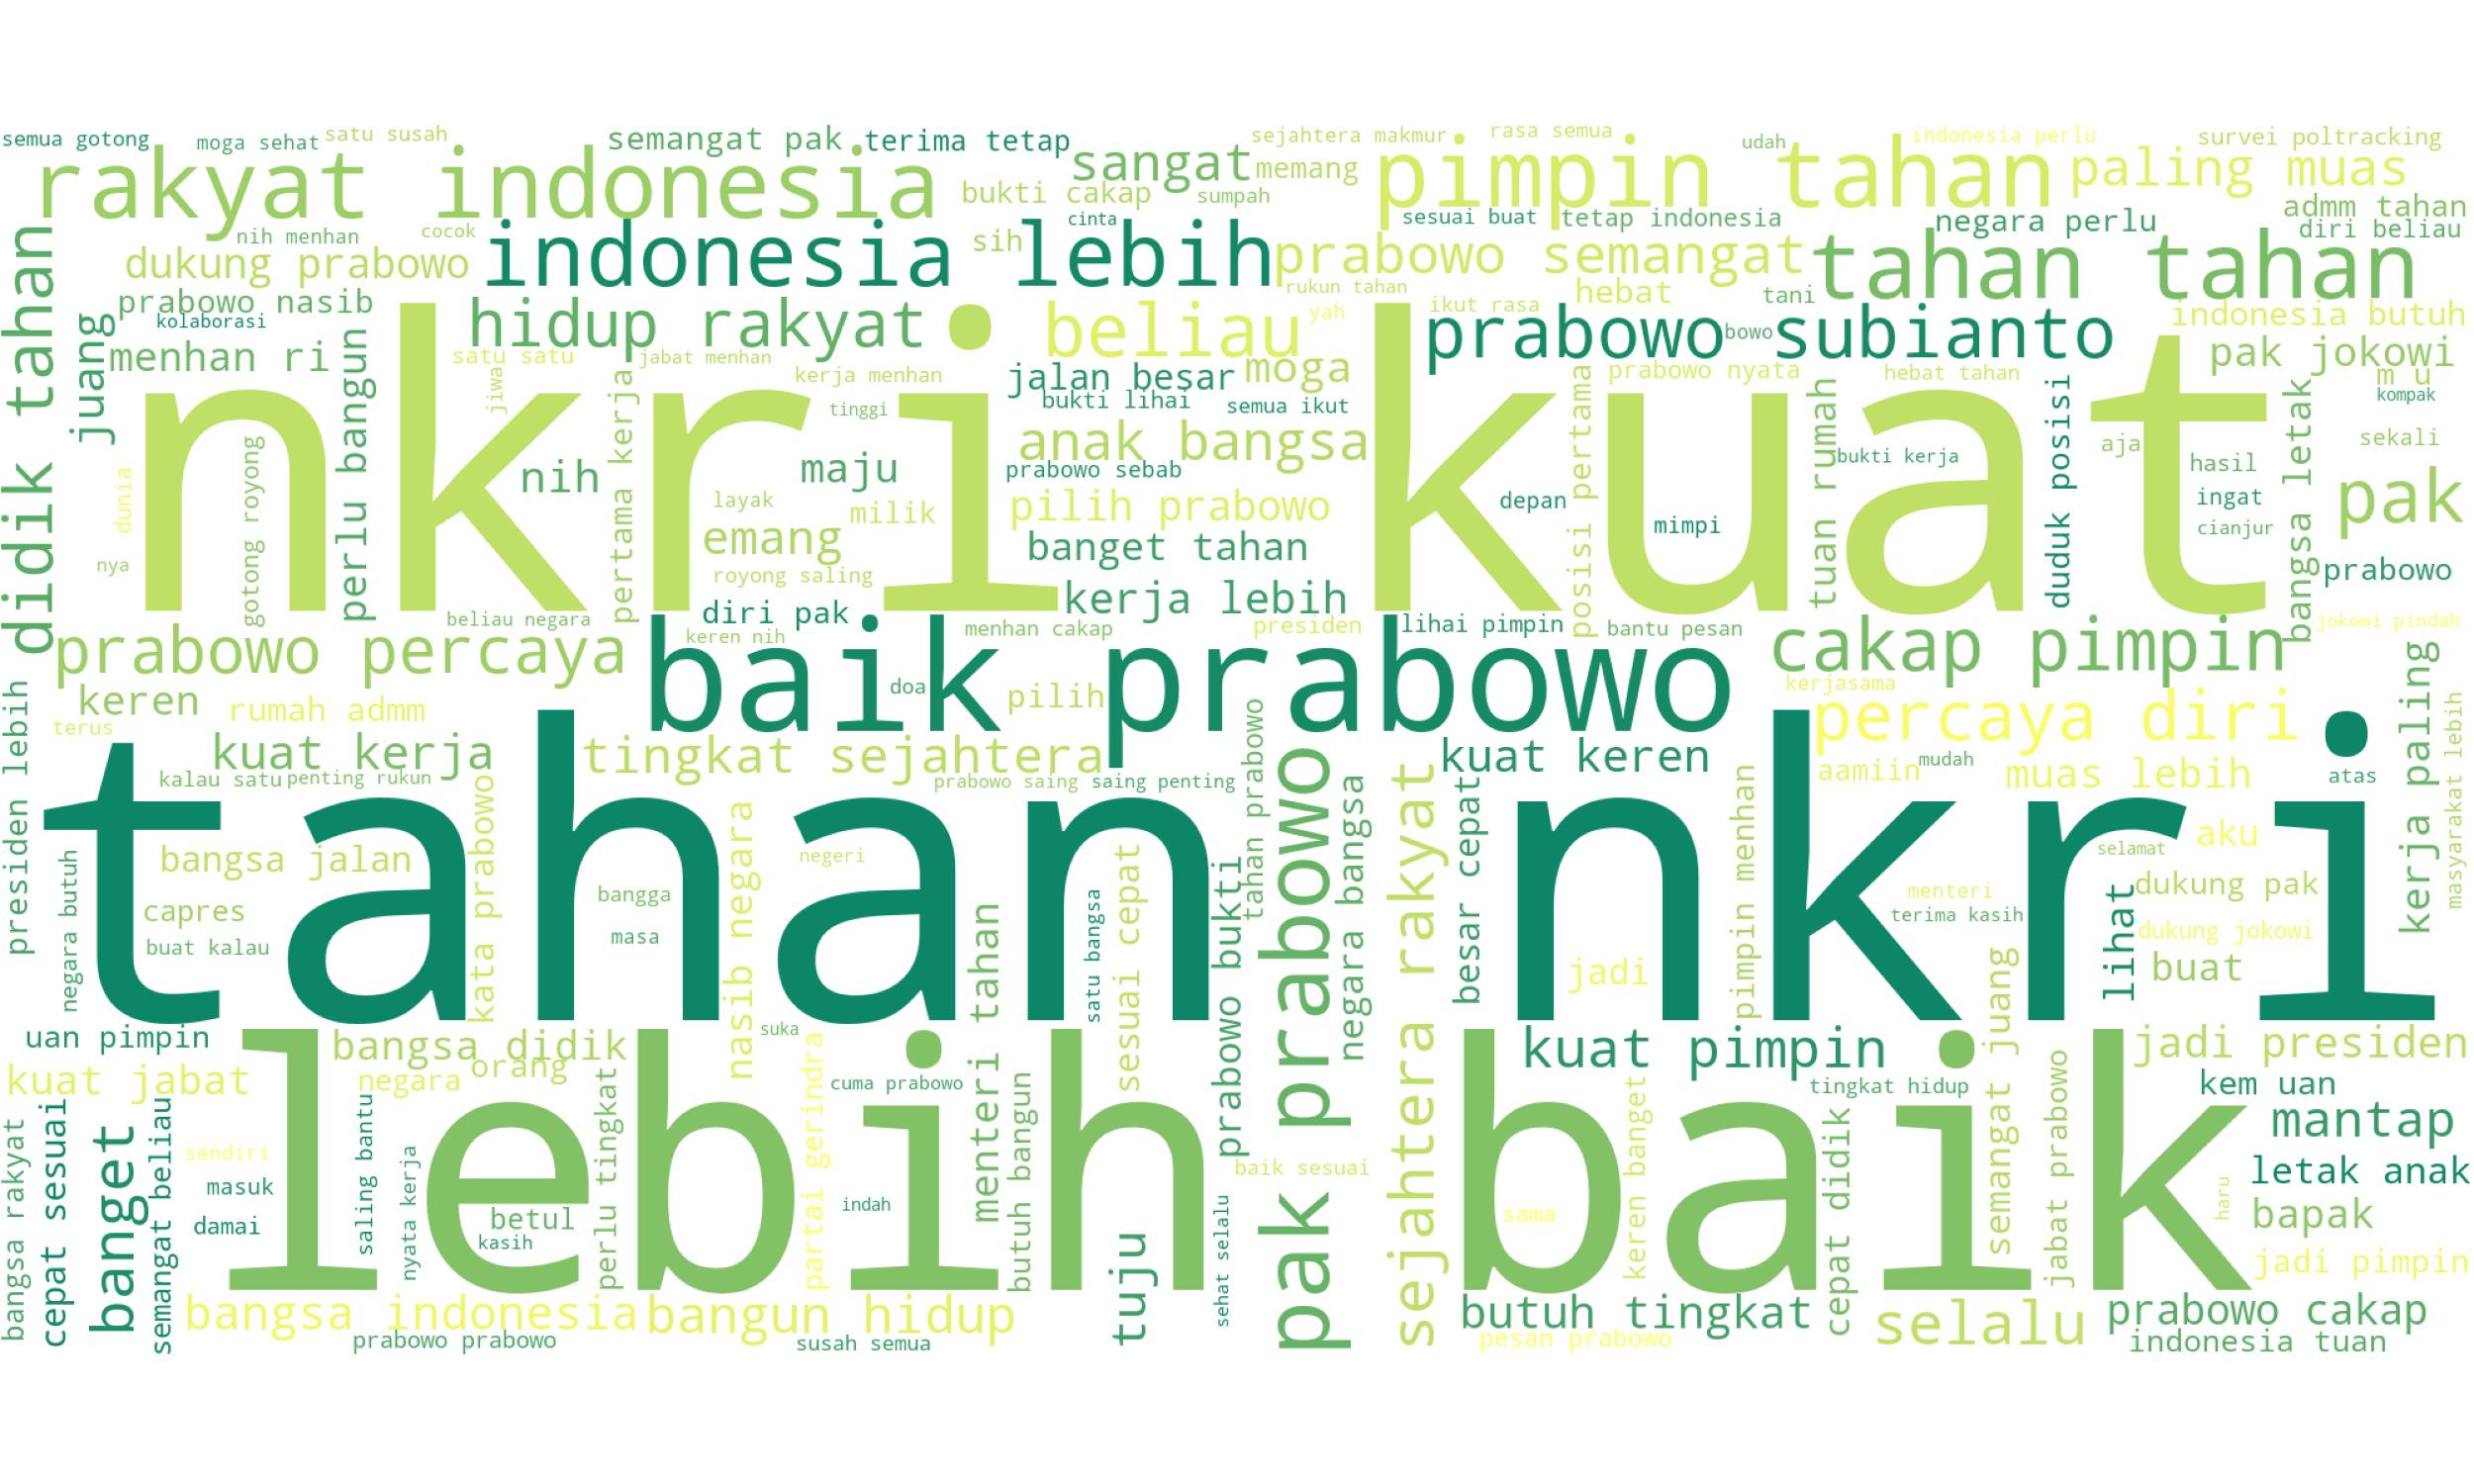 semua gotong
moga sehat
satu susah
semangat pak
terima tetap
sejahtera makmur
rasa semua
udah
indonesia perlu
survei poltracking
rakyat indonesia
sangat
memang
pimpin tahan
paling muas
bukti cakap
sumpah
admm tahan
nih menhan
cocok
cinta
sesuai buat
tetap indonesia
negara perlu
diri beliau
didik tahan
dukung prabowo
indonesia lebih
sih
prabowo semangat
tahan tahan
rukun tahan
hebat
tani
prabowo nasib
kolaborasi
juang
hidup rakyat
beliau
yah
ikut rasa
indonesia butuh
menhan ri
perlu bangun
satu satu
jabat menhan
kerja menhan
jiwa
tinggi
jalan besar
moga
prabowo subianto
bowo
pak jokowi
prabowo nyata
hebat tahan
m u
kompak
bukti lihai
semua ikut
nkri kuat
anak bangsa
posisi pertama
tuan rumah
duduk posisi
bangsa letak
sekali
aja
bukti kerja
hasil
dunia
gotong royong
nih
pertama kerja
maju
prabowo sebab
layak
milik
pilih prabowo
depan
mimpi
ingat
cianjur
pak
emang
banget tahan
nya
royong saling
prabowo
kerja lebih
beliau negara
diri pak
keren nih
menhan cakap
presiden
lihai pimpin
bantu pesan
jokowi pindah
prabowo percaya
baik prabowo
cakap pimpin
doa
pilih
kerjasama
keren
rumah admm
terus
percaya diri
kerja paling
masyarakat lebih
presiden lebih
kuat kerja
tingkat sejahtera
tahan prabowo
kuat keren
aamiin
mudah
muas lebih
atas
kalau satu
penting rukun
prabowo saing
saing penting
tahan nkri
kata prabowo
nasib negara
negeri
sesuai cepat
pak prabowo
negara bangsa
sejahtera rakyat
besar cepat
pimpin menhan
selamat
aku
bangsa jalan
negara butuh
capres
bangga
masa
satu bangsa
prabowo bukti
menteri
terima kasih
lihat
dukung pak
dukung jokowi
buat kalau
menteri tahan
jadi
semangat juang
buat
uan pimpin
suka
bangsa didik
orang
negara
kuat pimpin
jadi presiden
kuat jabat
cuma prabowo
tingkat hidup
kem uan
lebih baik
bangsa rakyat
cepat sesuai
banget
semangat beliau
sendiri
saling bantu
nyata kerja
perlu tingkat
partai gerindra
butuh bangun
tuju
sehat selalu
baik sesuai
keren banget
cepat didik
jabat prabowo
mantap
letak anak
masuk
damai
betul
kasih
indah
sama
haru
bapak
jadi pimpin
bangsa indonesia
bangun hidup
butuh tingkat
selalu
prabowo cakap
prabowo prabowo
susah semua
pesan prabowo
indonesia tuan